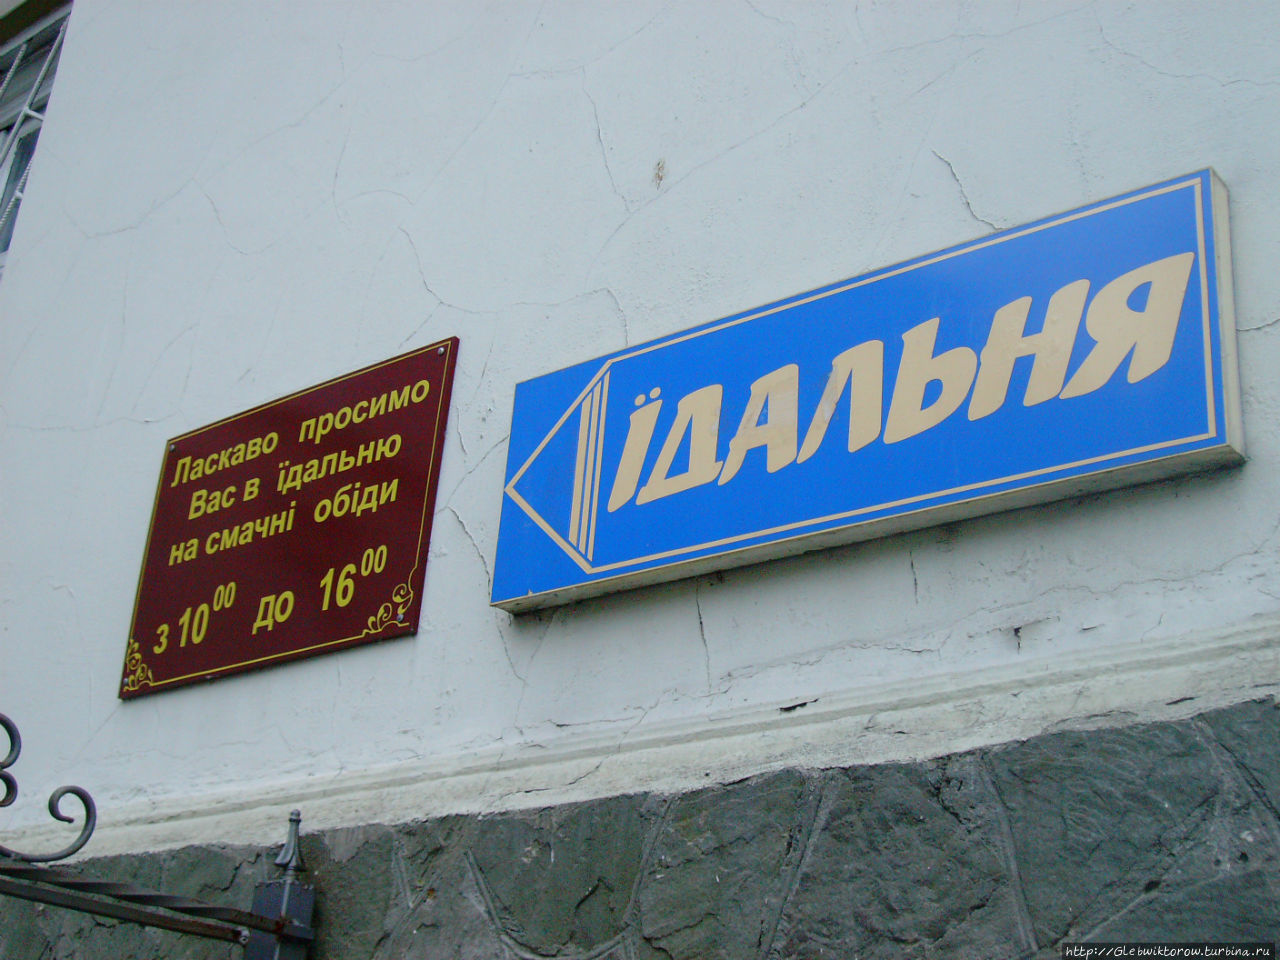 Ласкаво просимо
Вас в їдальню
на смачні обіди
з 10⁰⁰ до 16⁰⁰
ЇДАЛЬНЯ
http://Glebwiktorow.turbina.ru